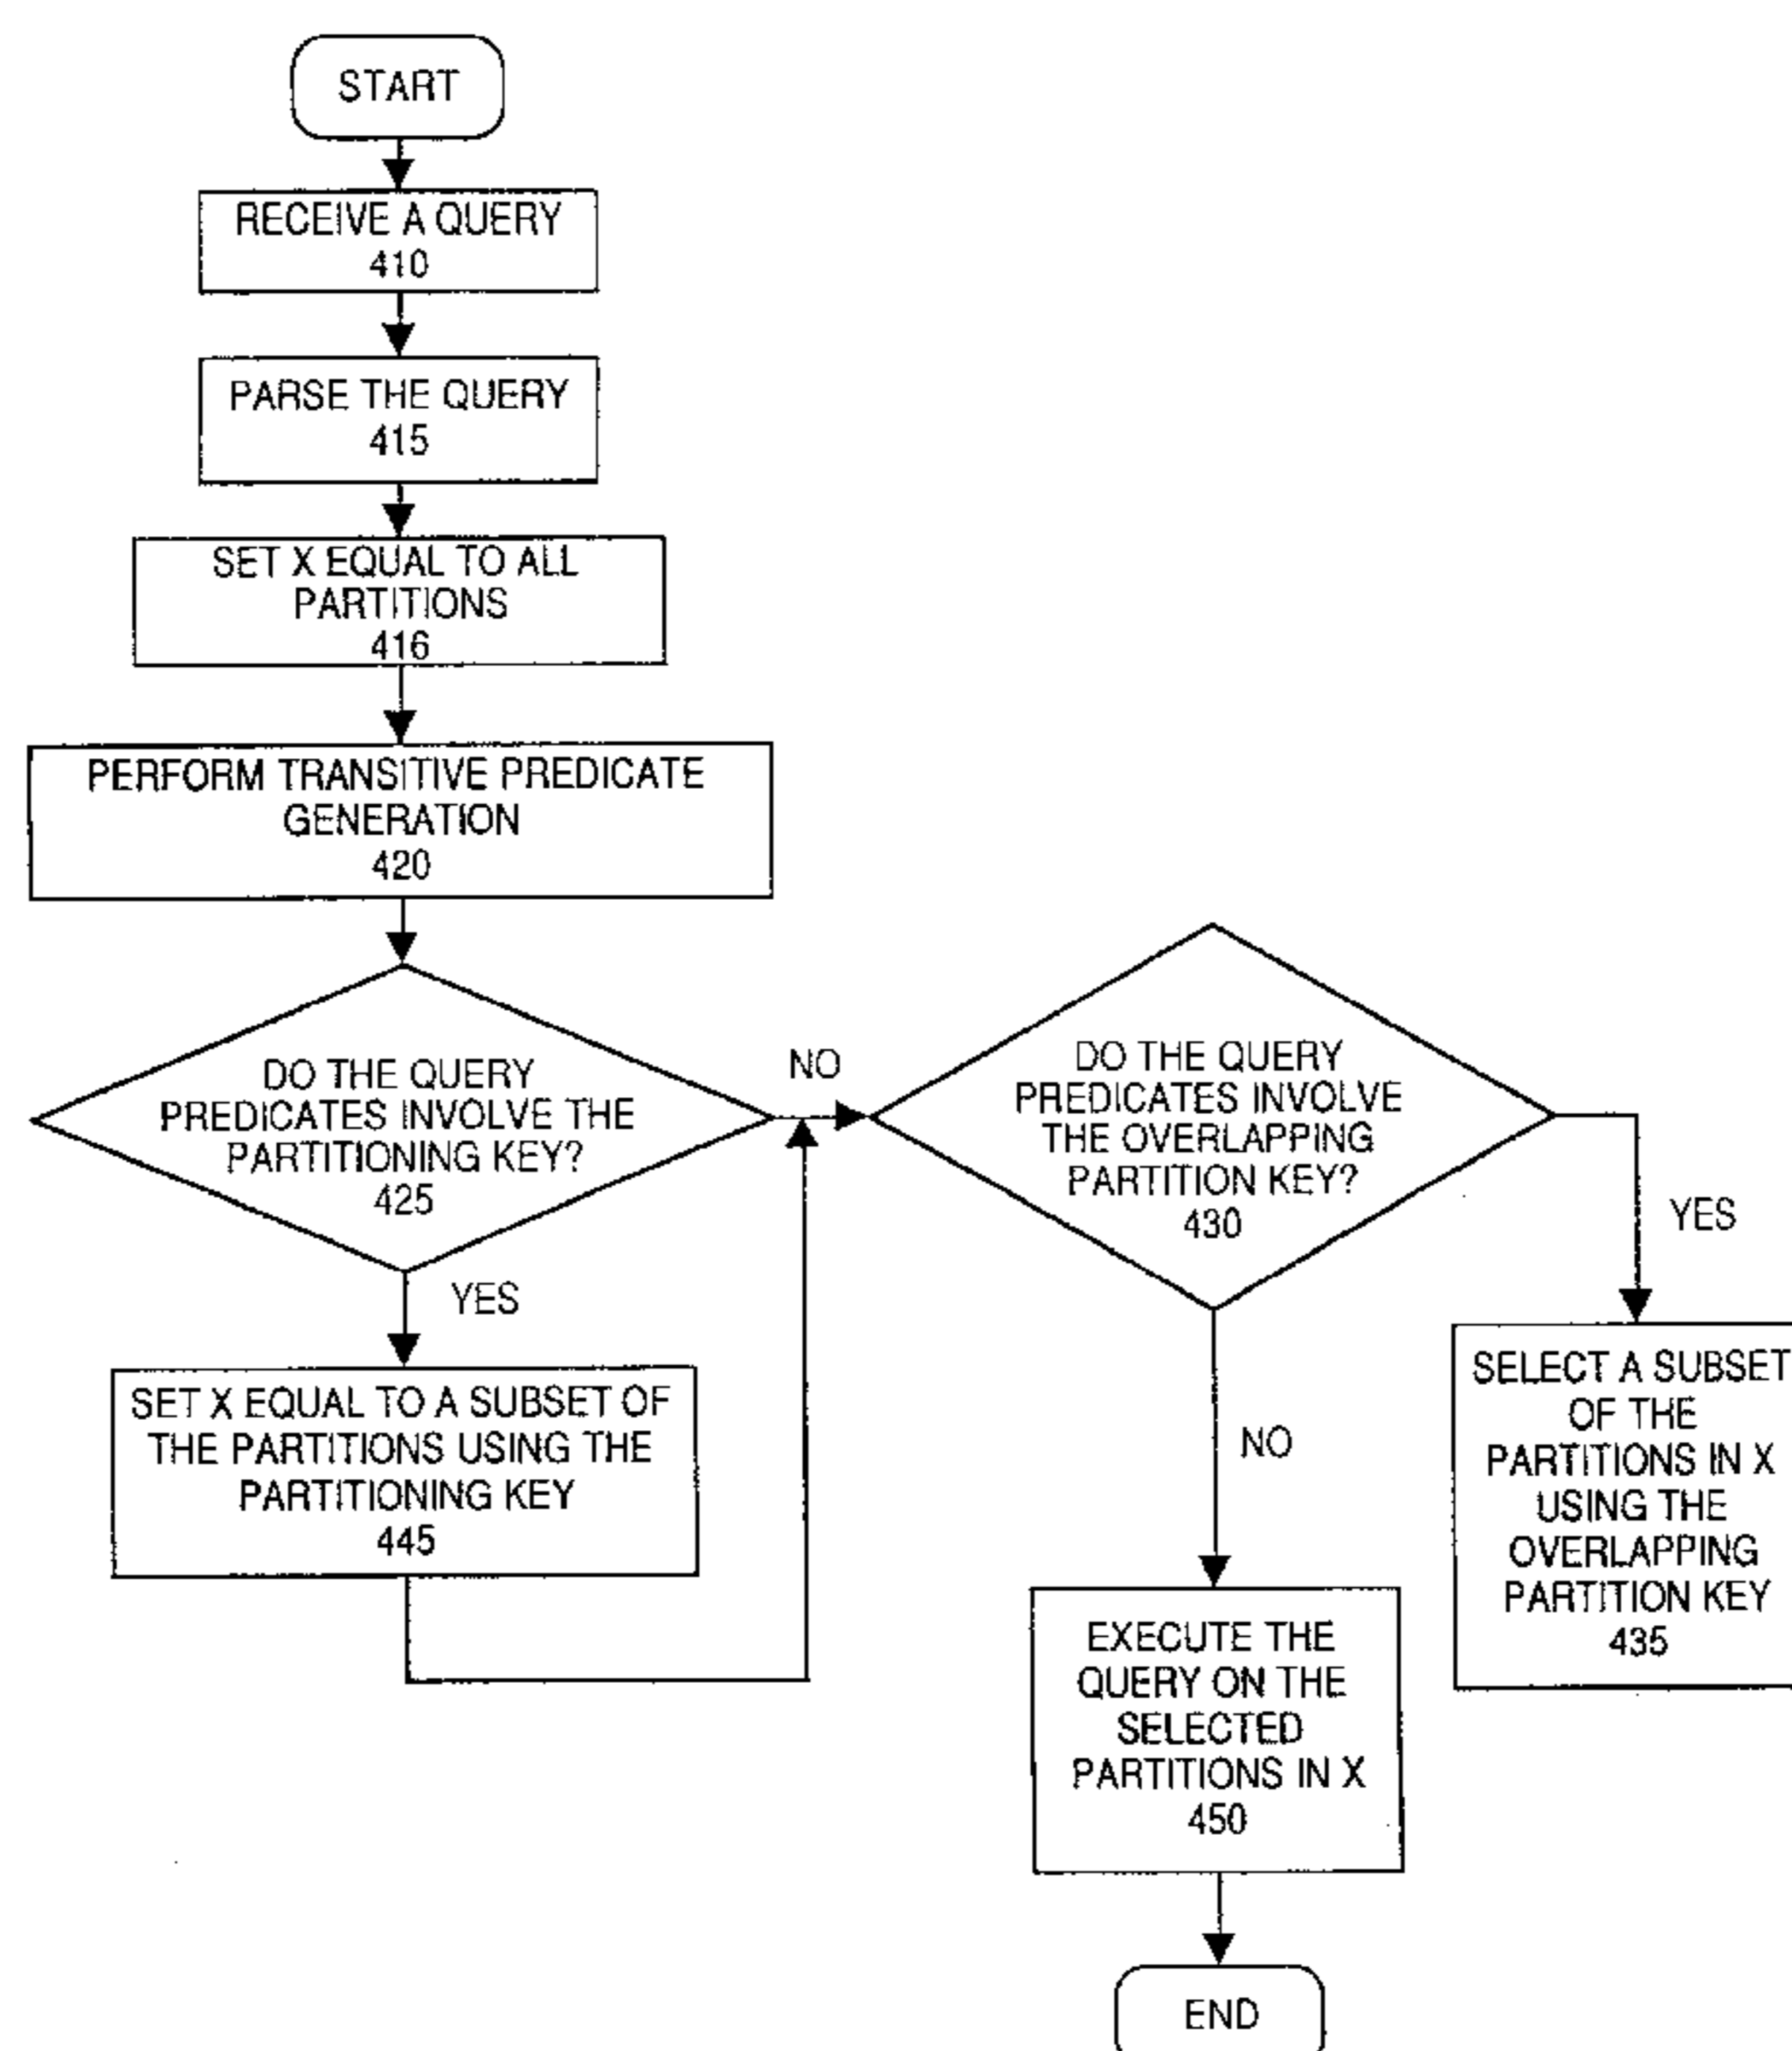 START
RECEIVE A QUERY
410
PARSE THE QUERY
415
SET X EQUAL TO ALL
PARTITIONS
416
PERFORM TRANSITIVE PREDICATE
GENERATION
420
DO THE QUERY
PREDICATES INVOLVE THE
PARTITIONING KEY?
425
NO
YES
SET X EQUAL TO A SUBSET OF
THE PARTITIONS USING THE
PARTITIONING KEY
445
DO THE QUERY
PREDICATES INVOLVE
THE OVERLAPPING
PARTITION KEY?
430
YES
SELECT A SUBSET
OF THE
PARTITIONS IN X
USING THE
OVERLAPPING
PARTITION KEY
435
NO
EXECUTE THE
QUERY ON THE
SELECTED
PARTITIONS IN X
450
END